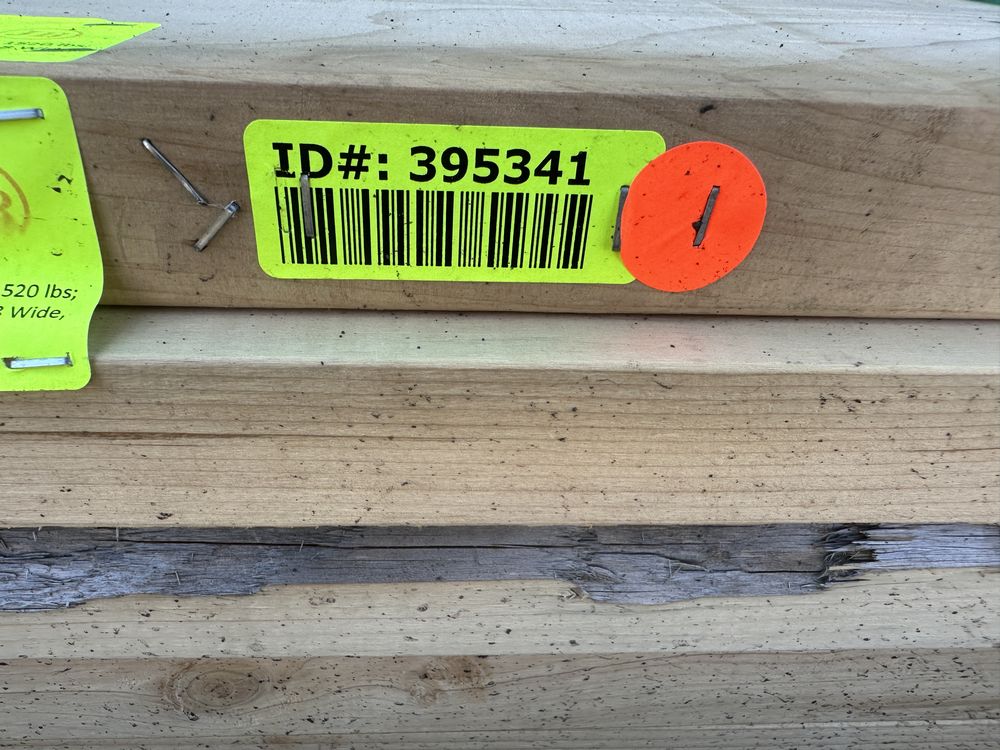 ID#: 395341
520 lbs;
Wide,